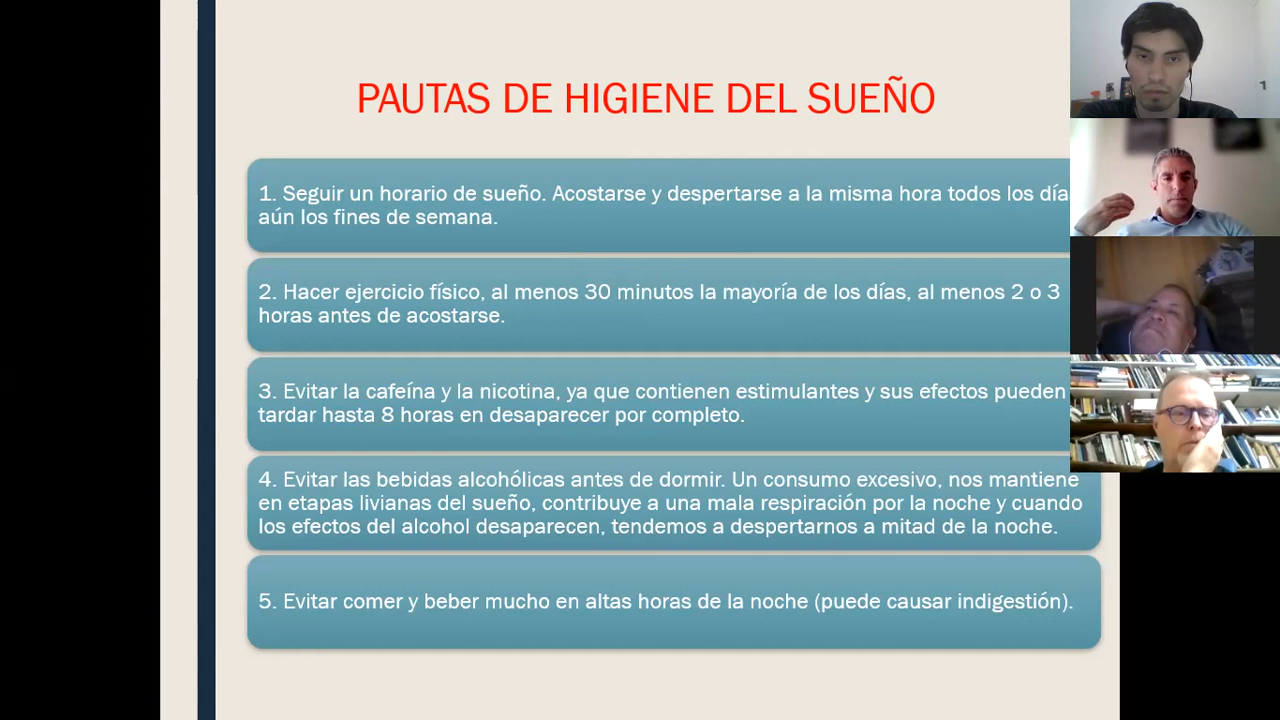 PAUTAS DE HIGIENE DEL SUEÑO
1. Seguir un horario de sueño. Acostarse y despertarse a la misma hora todos los día
aún los fines de semana.
2. Hacer ejercicio físico, al menos 30 minutos la mayoría de los días, al menos 2 o 3
horas antes de acostarse.
3. Evitar la cafeína y la nicotina, ya que contienen estimulantes y sus efectos pueden
tardar hasta 8 horas en desaparecer por completo.
4. Evitar las bebidas alcohólicas antes de dormir. Un consumo excesivo, nos mantiene
en etapas livianas del sueño, contribuye a una mala respiración por la noche y cuando
los efectos del alcohol desaparecen, tendemos a despertarnos a mitad de la noche.
5. Evitar comer y beber mucho en altas horas de la noche (puede causar indigestión).